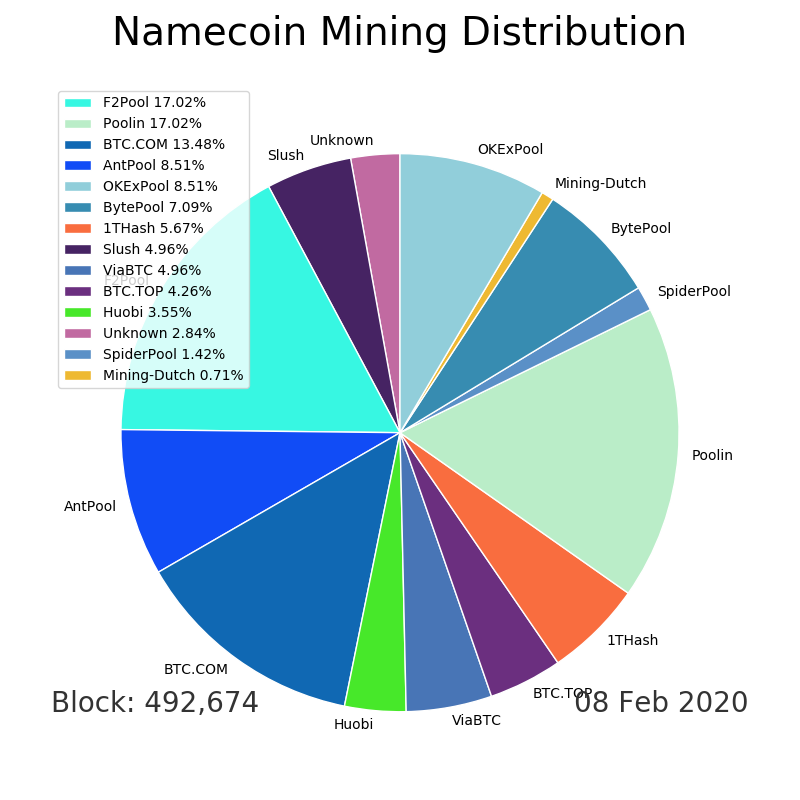 Namecoin Mining Distribution
F2Pool 17.02%
Poolin 17.02%
BTC.COM 13.48%
AntPool 8.51%
OKExPool 8.51%
BytePool 7.09%
1THash 5.67%
Slush 4.96%
ViaBTC 4.96%
BTC.TOP 4.26%
Huobi 3.55%
Unknown 2.84%
SpiderPool 1.42%
Mining-Dutch 0.71%
Unknown
Slush
OKExPool
Mining-Dutch
BytePool
SpiderPool
F2Pool
Poolin
AntPool
1THash
BTC.COM
BTC.TOP
Huobi
ViaBTC
Block: 492,674
08 Feb 2020